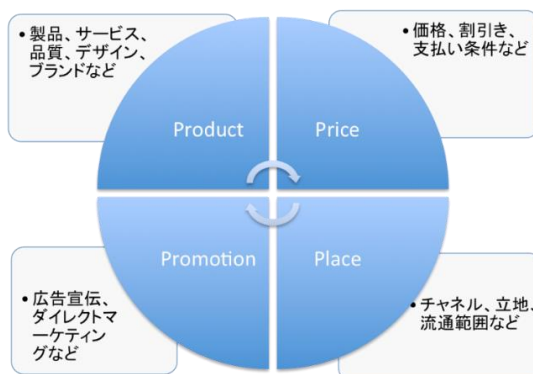 • 製品、サービス、
品質、デザイン、
ブランドなど
• 価格、割引き、
支払い条件など
Product
Price
Promotion
Place
• 広告宣伝、
ダイレクトマ
ーケティン
グなど
• チャネル、立地、
流通範囲など